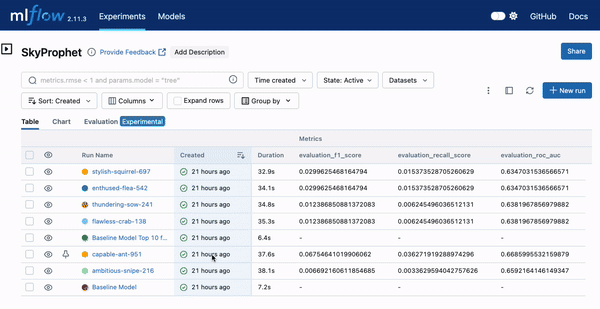 mlflow 2.11.3 Experiments Models GitHub Docs
SkyProphet Provide Feedback Add Description Share
metrics.rmse < 1 and params.model = "tree" Time created State: Active Datasets
Sort: Created Columns Expand rows Group by + New run
Table Chart Evaluation Experimental
Metrics
Run Name Created Duration evaluation_f1_score evaluation_recall_score evaluation_roc_auc
stylish-squirrel-697 21 hours ago 32.9s 0.0299625468164794 0.015373528705260629 0.6347013536566571
enthused-flea-542 21 hours ago 34.1s 0.0299625468164794 0.015373528705260629 0.6347013536566571
thundering-sow-241 21 hours ago 34.8s 0.012386850881372083 0.006245496036512131 0.6381967856979882
flawless-crab-138 21 hours ago 35.3s 0.012386850881372083 0.006245496036512131 0.6381967856979882
Baseline Model Top 10 f... 21 hours ago 6.4s - - -
capable-ant-951 21 hours ago 37.6s 0.06754641019906062 0.036271919288974296 0.6685995532159879
ambitious-snipe-216 21 hours ago 38.1s 0.006692160611854685 0.0033629594042757626 0.6592164146149347
Baseline Model 21 hours ago 7.2s - - -